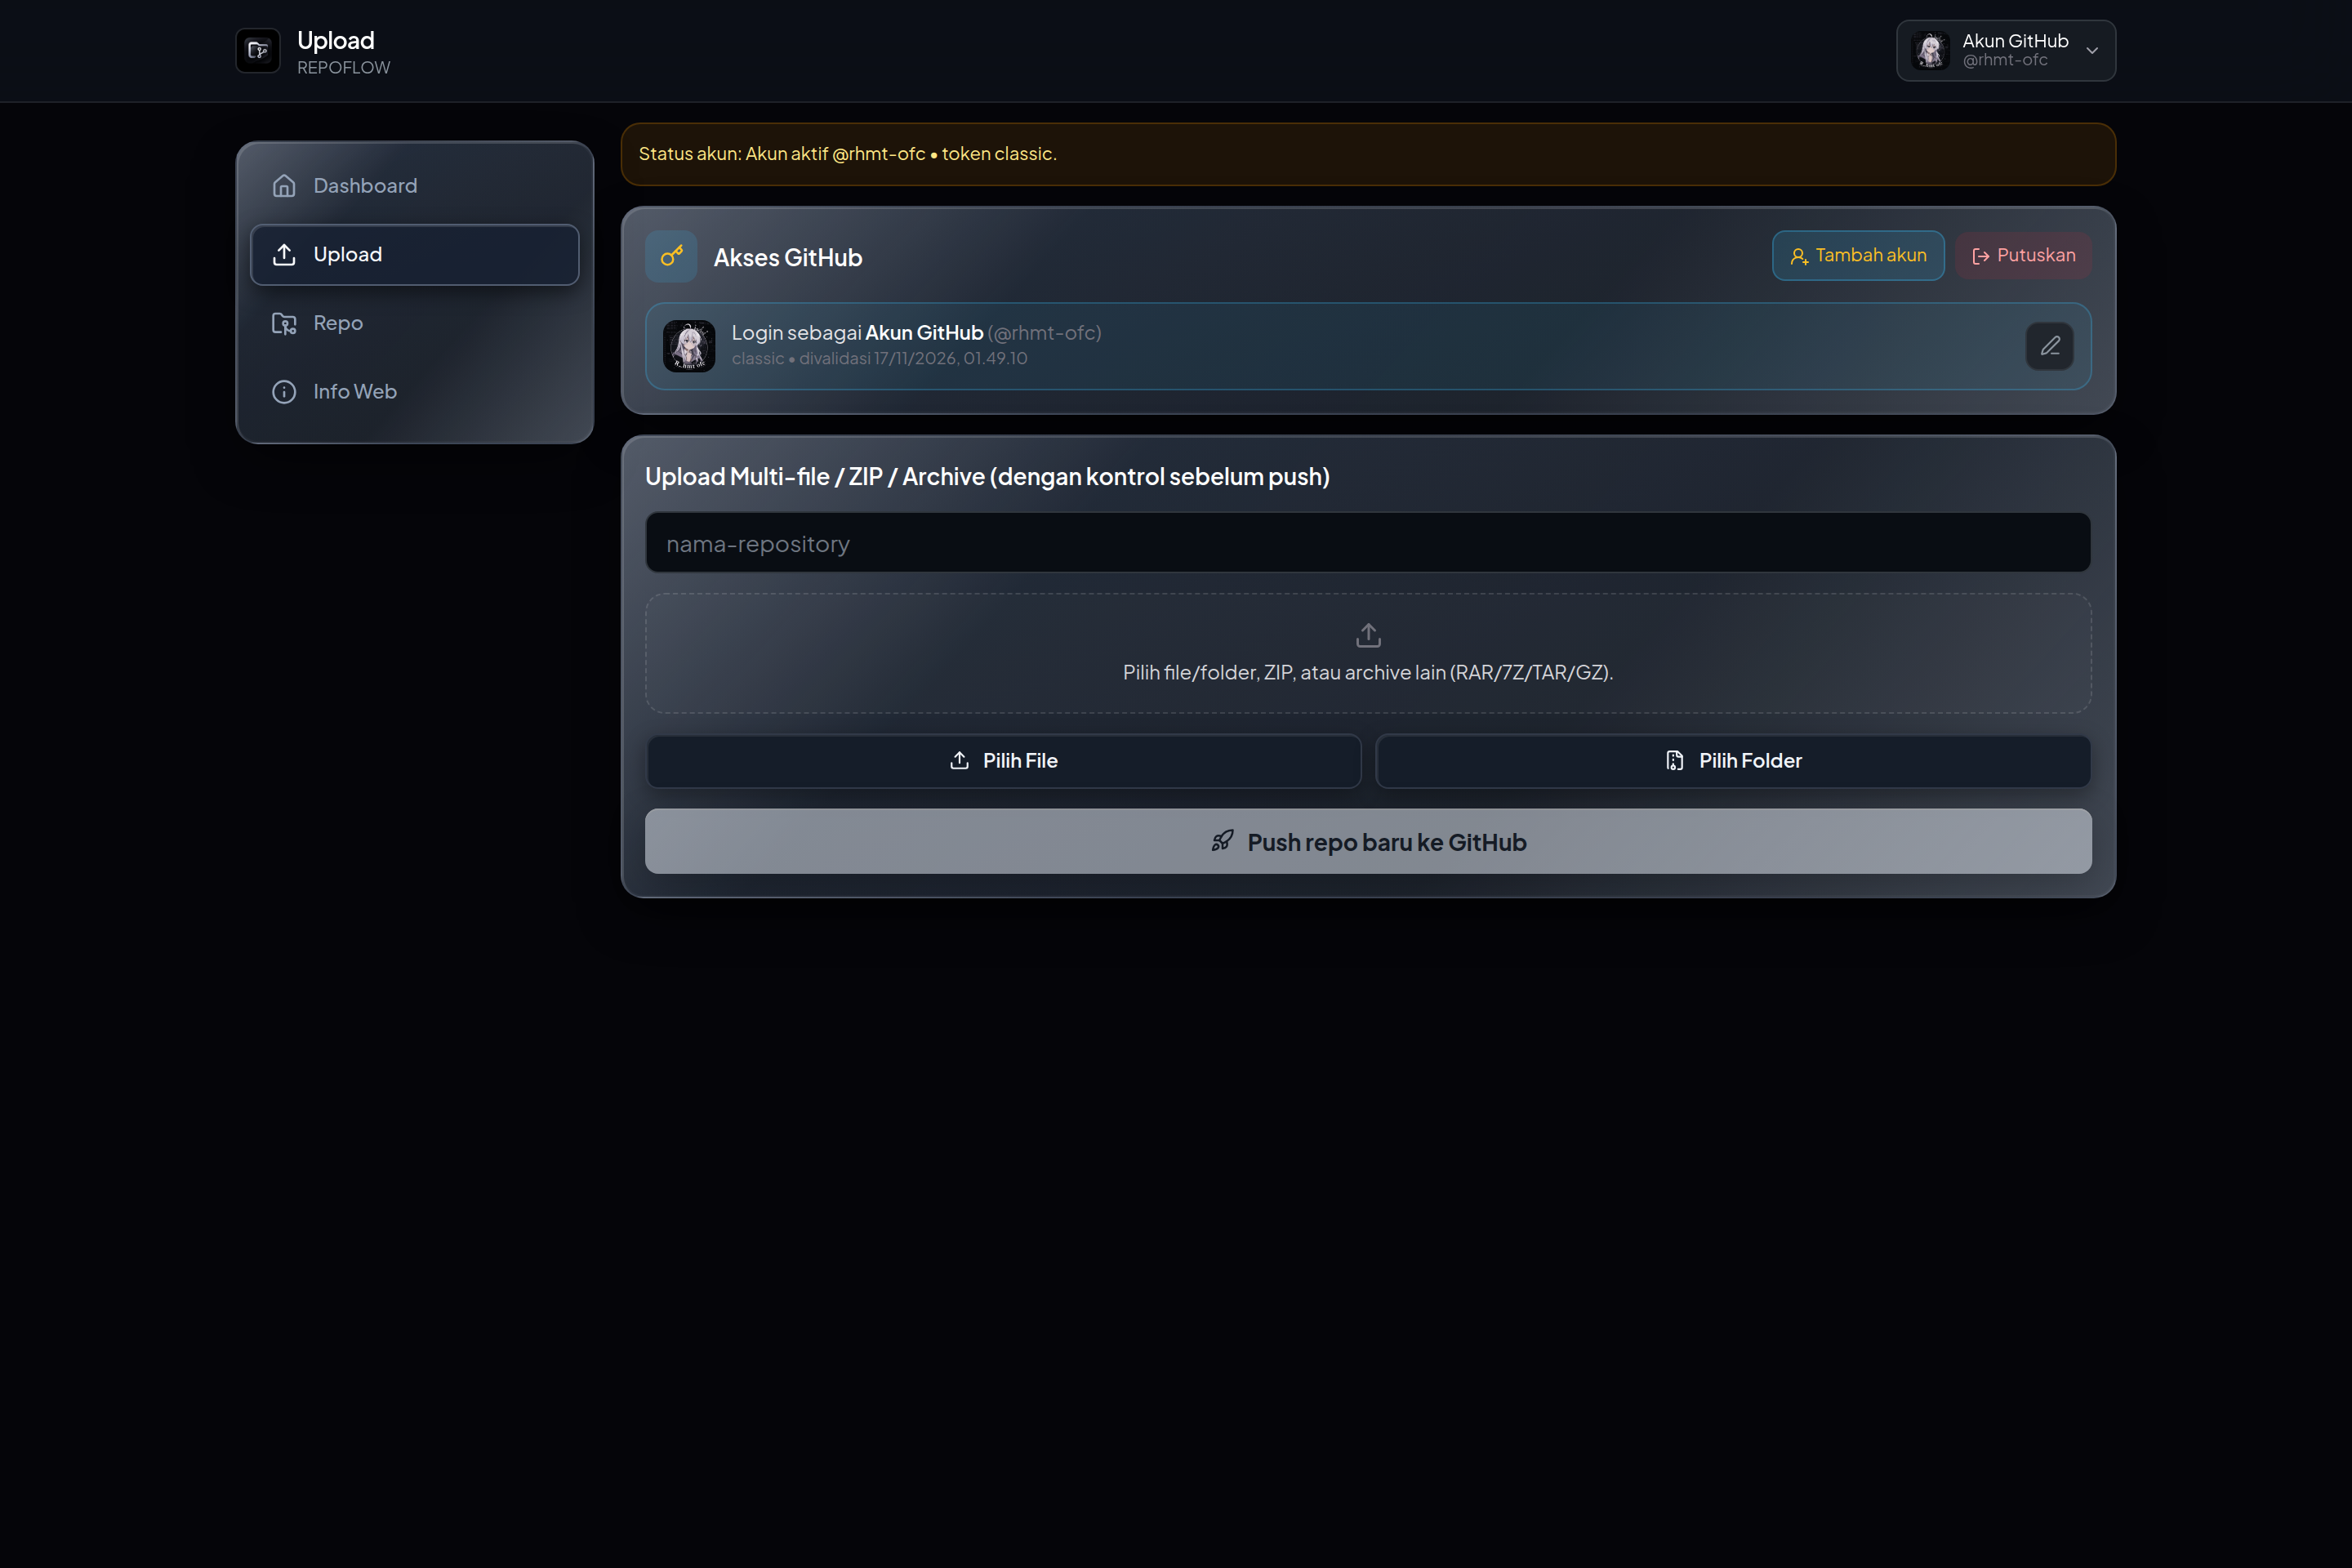 Upload
REPOFLOW
Akun GitHub
@rhmt-ofc
Dashboard
Upload
Repo
Info Web
Status akun: Akun aktif @rhmt-ofc • token classic.
Akses GitHub
Tambah akun
Putuskan
Login sebagai Akun GitHub (@rhmt-ofc)
classic • divalidasi 17/11/2026, 01.49.10
Upload Multi-file / ZIP / Archive (dengan kontrol sebelum push)
nama-repository
Pilih file/folder, ZIP, atau archive lain (RAR/7Z/TAR/GZ).
Pilih File
Pilih Folder
Push repo baru ke GitHub